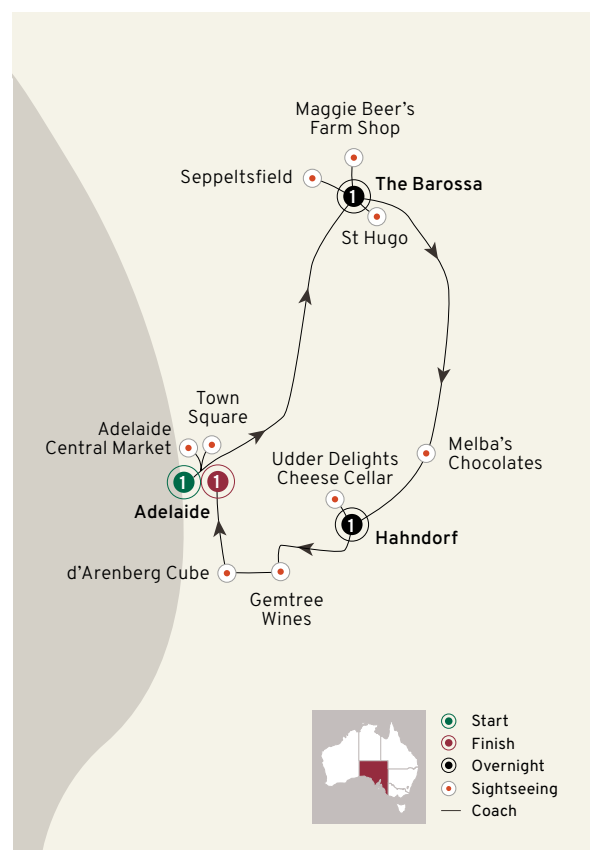 Maggie Beer's
Farm Shop
Seppeltsfield
1
The Barossa
St Hugo
Town
Square
Adelaide
Central Market
1
1
Adelaide
Melba's
Chocolates
Udder Delights
Cheese Cellar
1
Hahndorf
d'Arenberg Cube
Gemtree
Wines
Start
Finish
Overnight
Sightseeing
Coach